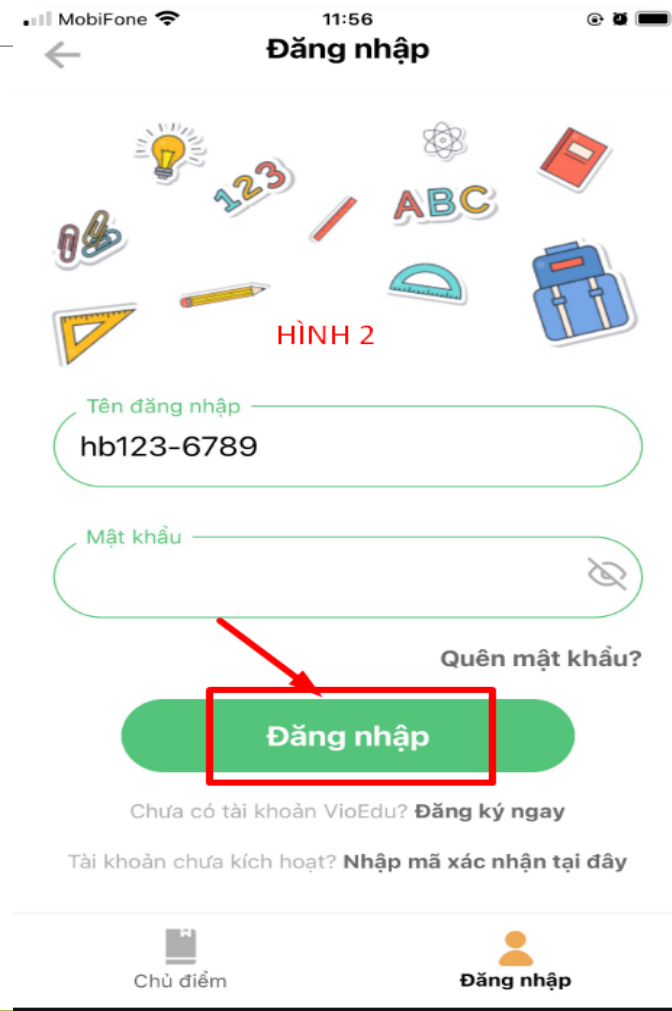 MobiFone 11:56
Đăng nhập
123
ABC
HÌNH 2
Tên đăng nhập
hb123-6789
Mật khẩu
Quên mật khẩu?
Đăng nhập
Chưa có tài khoản VioEdu? Đăng ký ngay
Tài khoản chưa kích hoạt? Nhập mã xác nhận tại đây
Chủ điểm
Đăng nhập